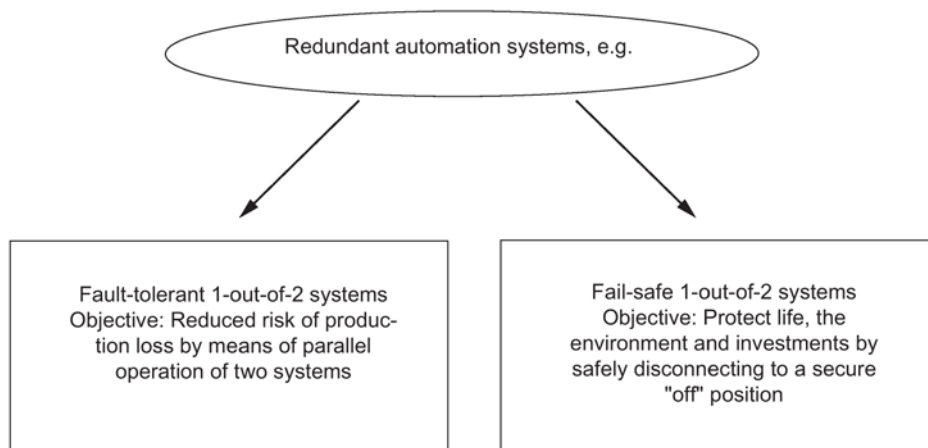 Redundant automation systems, e.g.
Fault-tolerant 1-out-of-2 systems
Objective: Reduced risk of produc-
tion loss by means of parallel
operation of two systems
Fail-safe 1-out-of-2 systems
Objective: Protect life, the
environment and investments by
safely disconnecting to a secure
"off" position